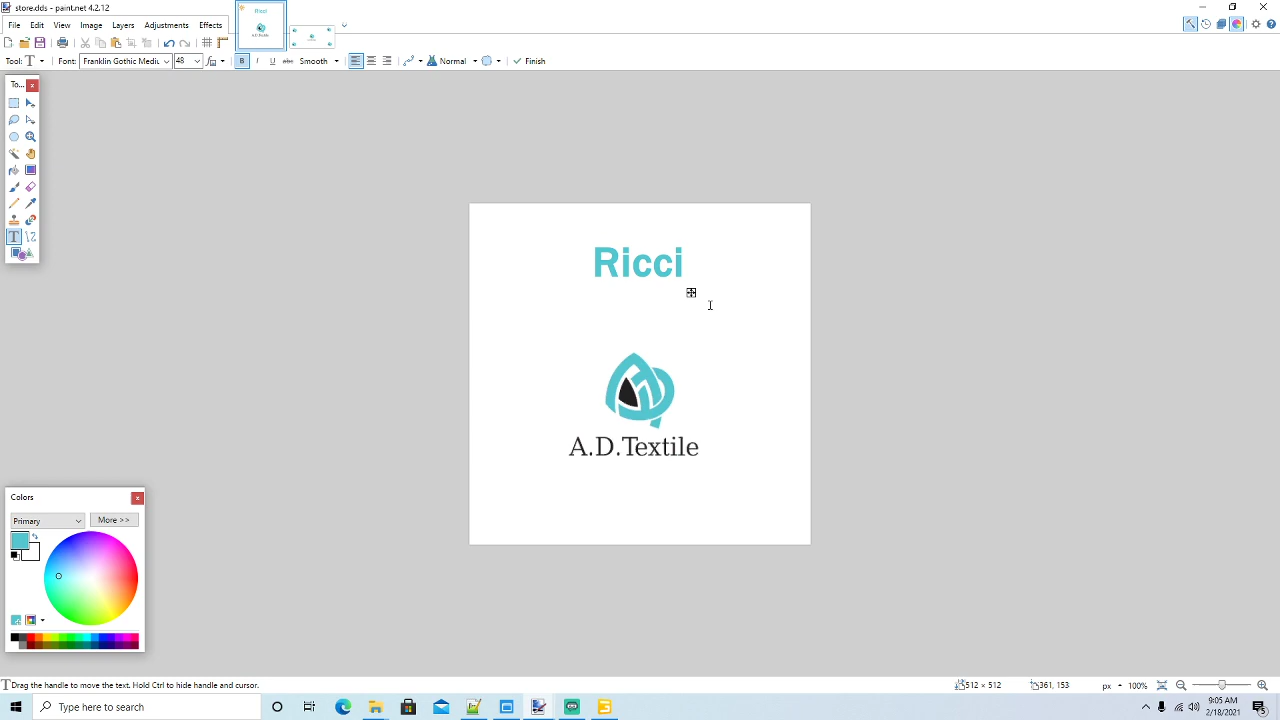 store.dds - paint.net 4.2.12
File Edit View Image Layers Adjustments Effects
Tool: T Font: Franklin Gothic Mediu 48 B I U abc Smooth Normal Finish
To...
Ricci
A.D.Textile
Colors
Primary More >>
Drag the handle to move the text. Hold Ctrl to hide handle and cursor. 512 × 512 361, 153 px 100%
Type here to search
9:05 AM
2/18/2021